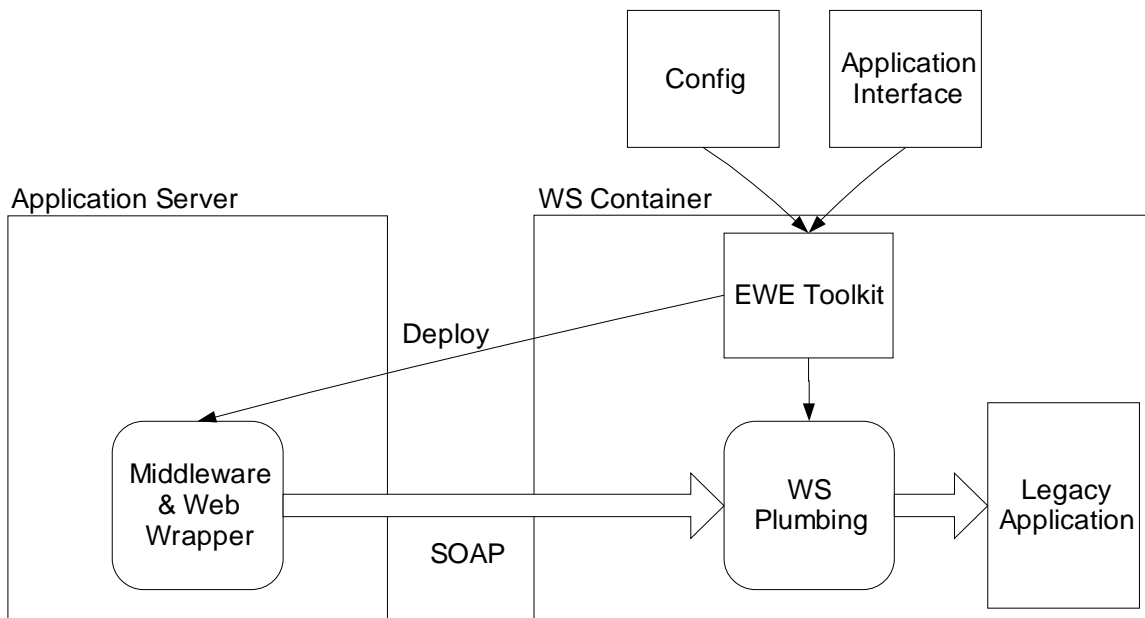 Config
Application
Interface
Application Server
WS Container
EWE Toolkit
Deploy
Middleware
& Web
Wrapper
WS
Plumbing
Legacy
Application
SOAP